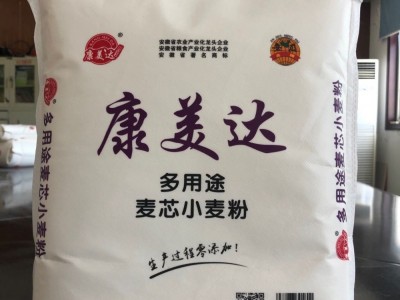 康美达
安徽省农业产业化龙头企业
安徽省粮食产业化龙头企业
安徽省著名商标
康美达
多用途
麦芯小麦粉
生产过程零添加!
多用途麦芯小麦粉
多用途麦芯小麦粉